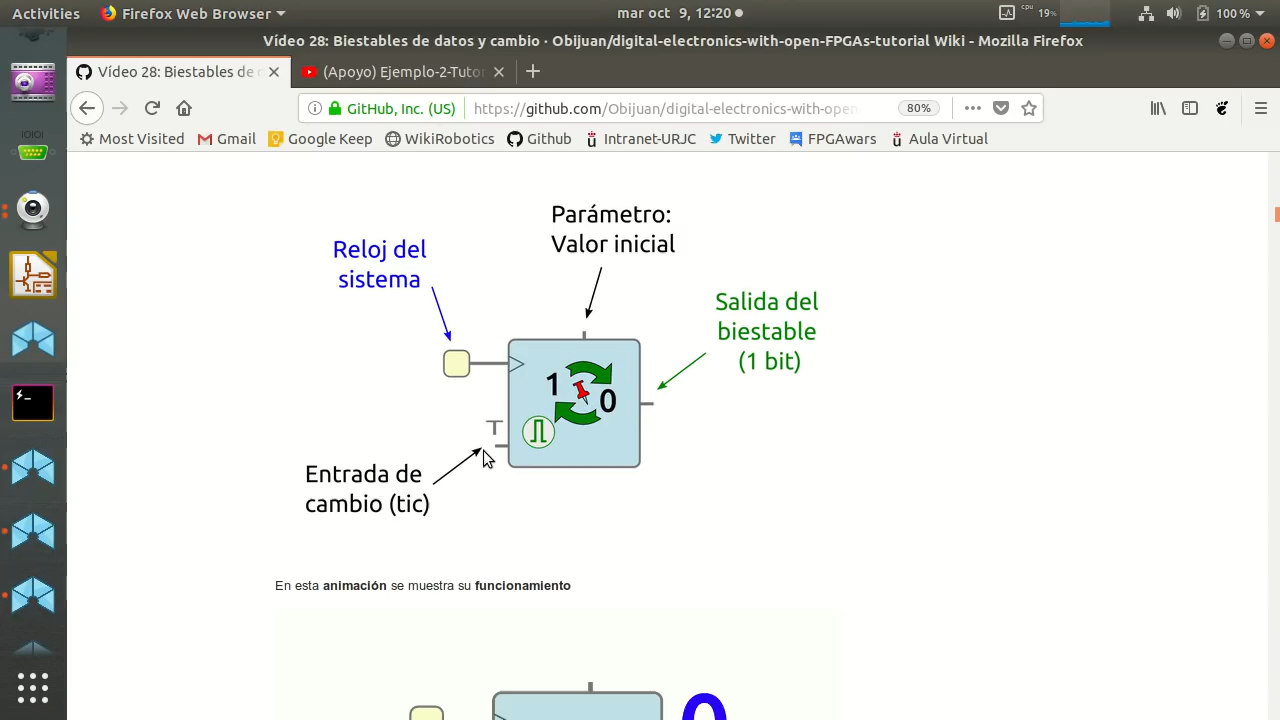 Activities
Firefox Web Browser
mar oct 9, 12:20
cpu
19%
100 %
Vídeo 28: Biestables de datos y cambio · Obijuan/digital-electronics-with-open-FPGAs-tutorial Wiki - Mozilla Firefox
Vídeo 28: Biestables de
(Apoyo) Ejemplo-2-Tutor
GitHub, Inc. (US)
https://github.com/Obijuan/digital-electronics-with-open-
80%
Most Visited
Gmail
Google Keep
WikiRobotics
Github
Intranet-URJC
Twitter
FPGAwars
Aula Virtual
Parámetro:
Valor inicial
Reloj del
sistema
Salida del
biestable
(1 bit)
1
0
T
Entrada de
cambio (tic)
En esta animación se muestra su funcionamiento
0